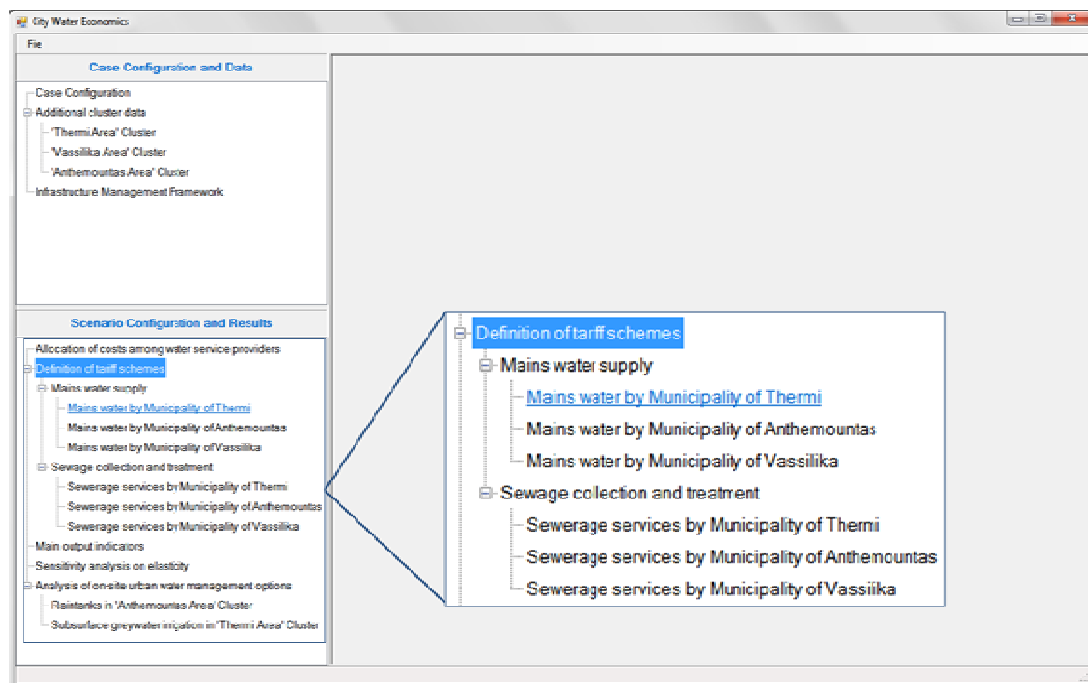 City Water Economics
File
Case Configuration and Data
Case Configuration
Additional cluster data
'Thermi Area' Cluster
'Vassilika Area' Cluster
'Anthemountas Area' Cluster
Infrastructure Management Framework
Scenario Configuration and Results
Allocation of costs among water service providers
Definition of tariff schemes
Mains water supply
Mains water by Municipality of Thermi
Mains water by Municipality of Anthemountas
Mains water by Municipality of Vassilika
Sewage collection and treatment
Sewerage services by Municipality of Thermi
Sewerage services by Municipality of Anthemountas
Sewerage services by Municipality of Vassilika
Main output indicators
Sensitivity analysis on elasticity
Analysis of on-site urban water management options
Raintanks in 'Anthemountas Area' Cluster
Subsurface greywater irrigation in 'Thermi Area' Cluster
Definition of tariff schemes
Mains water supply
Mains water by Municipality of Thermi
Mains water by Municipality of Anthemountas
Mains water by Municipality of Vassilika
Sewage collection and treatment
Sewerage services by Municipality of Thermi
Sewerage services by Municipality of Anthemountas
Sewerage services by Municipality of Vassilika